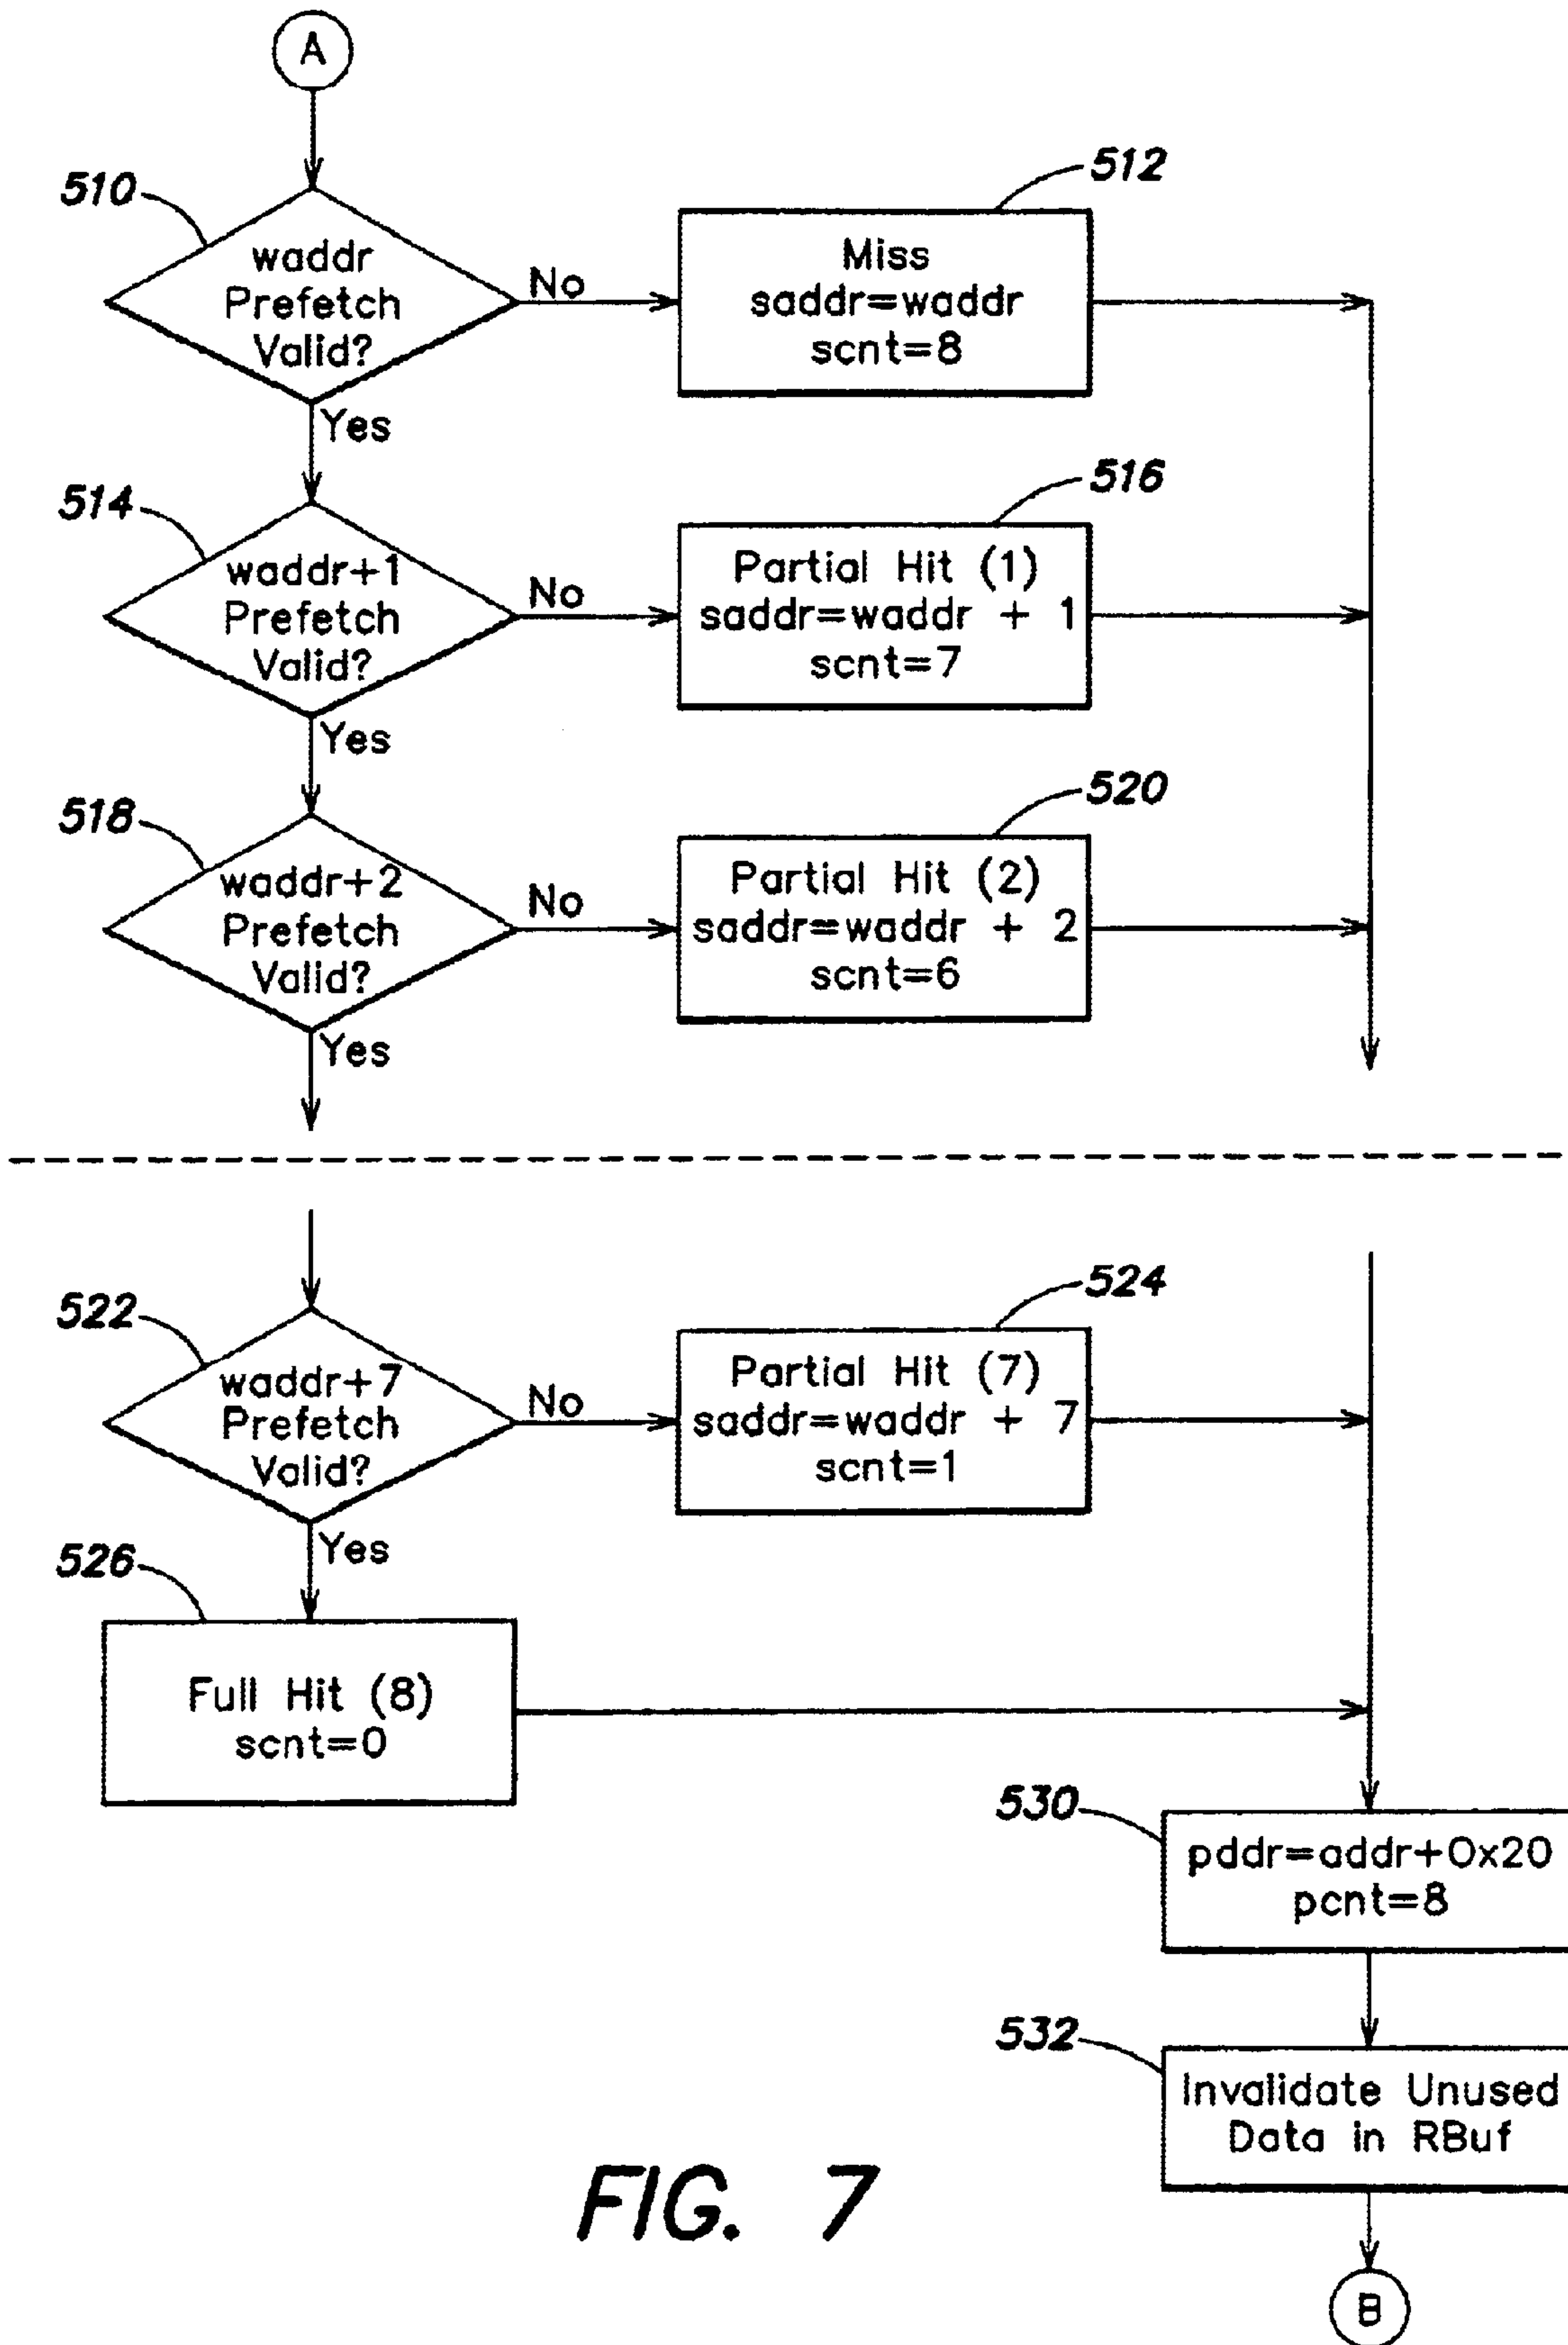 A
510
waddr
Prefetch
Valid?
No
Yes
512
Miss
saddr=waddr
scnt=8
514
waddr+1
Prefetch
Valid?
No
Yes
516
Partial Hit (1)
saddr=waddr + 1
scnt=7
518
waddr+2
Prefetch
Valid?
No
Yes
520
Partial Hit (2)
saddr=waddr + 2
scnt=6
522
waddr+7
Prefetch
Valid?
No
Yes
524
Partial Hit (7)
saddr=waddr + 7
scnt=1
526
Full Hit (8)
scnt=0
530
pddr=addr+0x20
pcnt=8
532
Invalidate Unused
Data in RBuf
B
FIG. 7